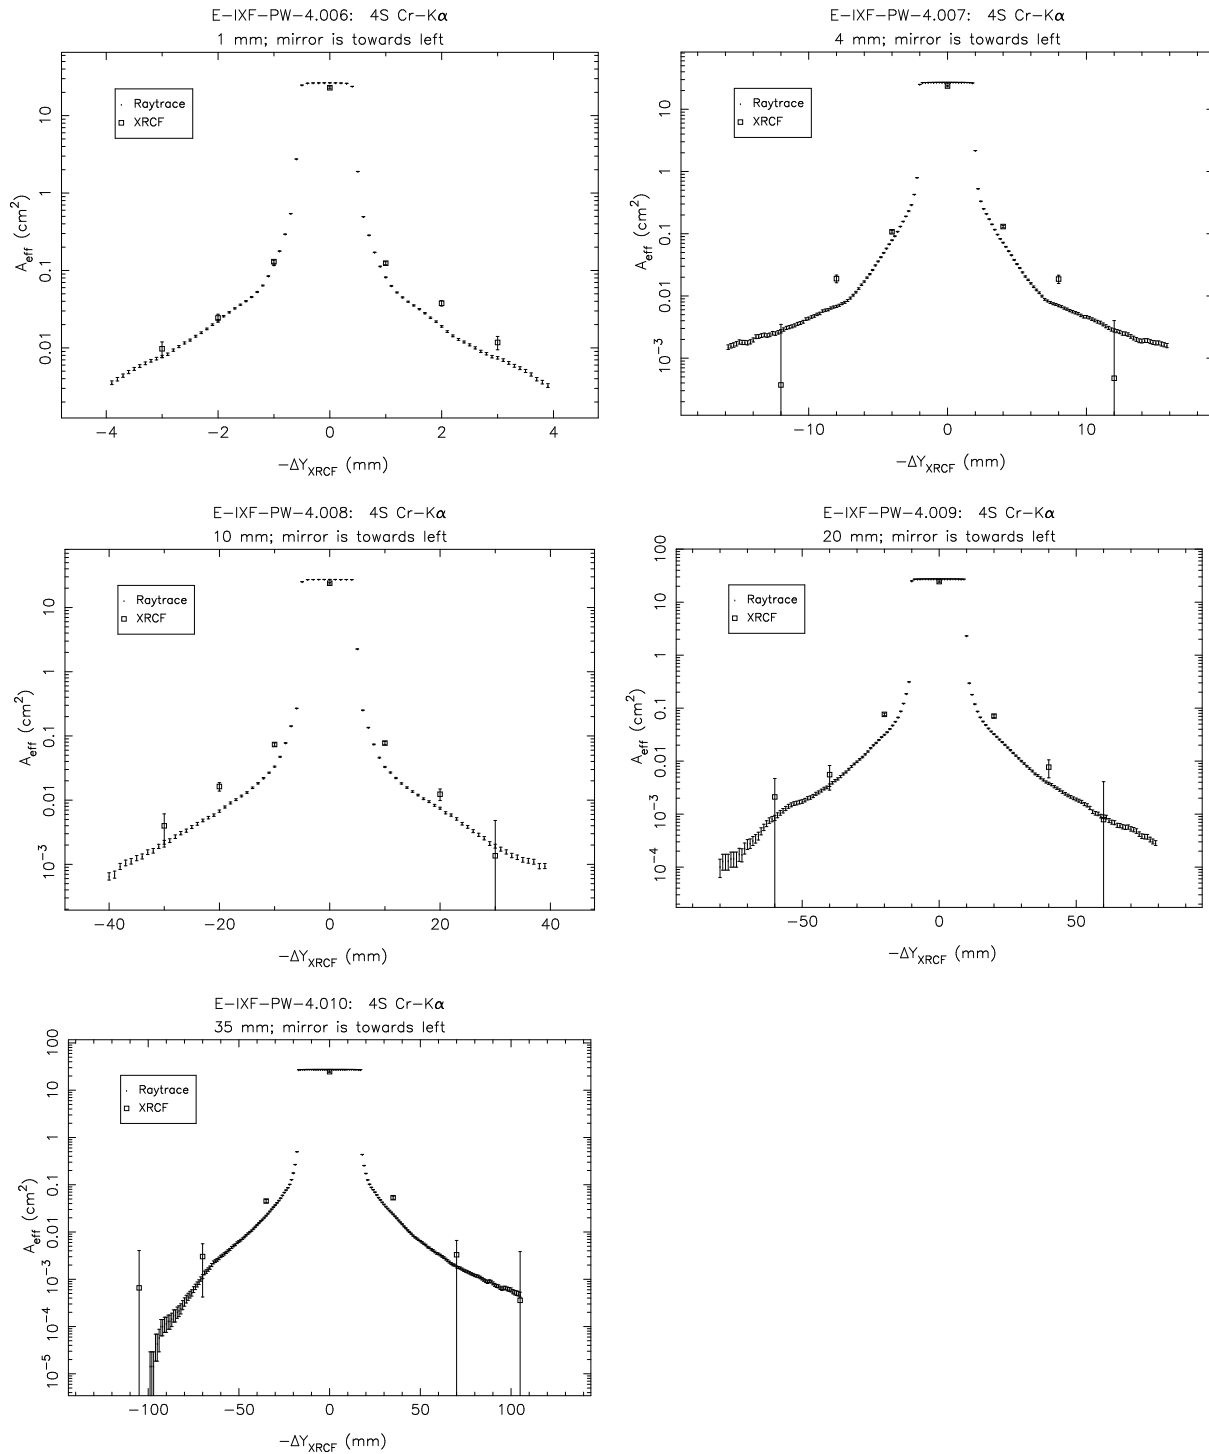 E-IXF-PW-4.006: 4S Cr-Kα
1 mm; mirror is towards left
Raytrace
XRCF
10
1
0.1
0.01
A_eff (cm²)
−4 −2 0 2 4
−ΔY_XRCF (mm)
E-IXF-PW-4.007: 4S Cr-Kα
4 mm; mirror is towards left
Raytrace
XRCF
10
1
0.1
0.01
10⁻³
A_eff (cm²)
−10 0 10
−ΔY_XRCF (mm)
E-IXF-PW-4.008: 4S Cr-Kα
10 mm; mirror is towards left
Raytrace
XRCF
10
1
0.1
0.01
10⁻³
A_eff (cm²)
−40 −20 0 20 40
−ΔY_XRCF (mm)
E-IXF-PW-4.009: 4S Cr-Kα
20 mm; mirror is towards left
Raytrace
XRCF
100
10
1
0.1
0.01
10⁻³
10⁻⁴
A_eff (cm²)
−50 0 50
−ΔY_XRCF (mm)
E-IXF-PW-4.010: 4S Cr-Kα
35 mm; mirror is towards left
Raytrace
XRCF
100
10
1
0.1
0.01
10⁻³
10⁻⁴
10⁻⁵
A_eff (cm²)
−100 −50 0 50 100
−ΔY_XRCF (mm)